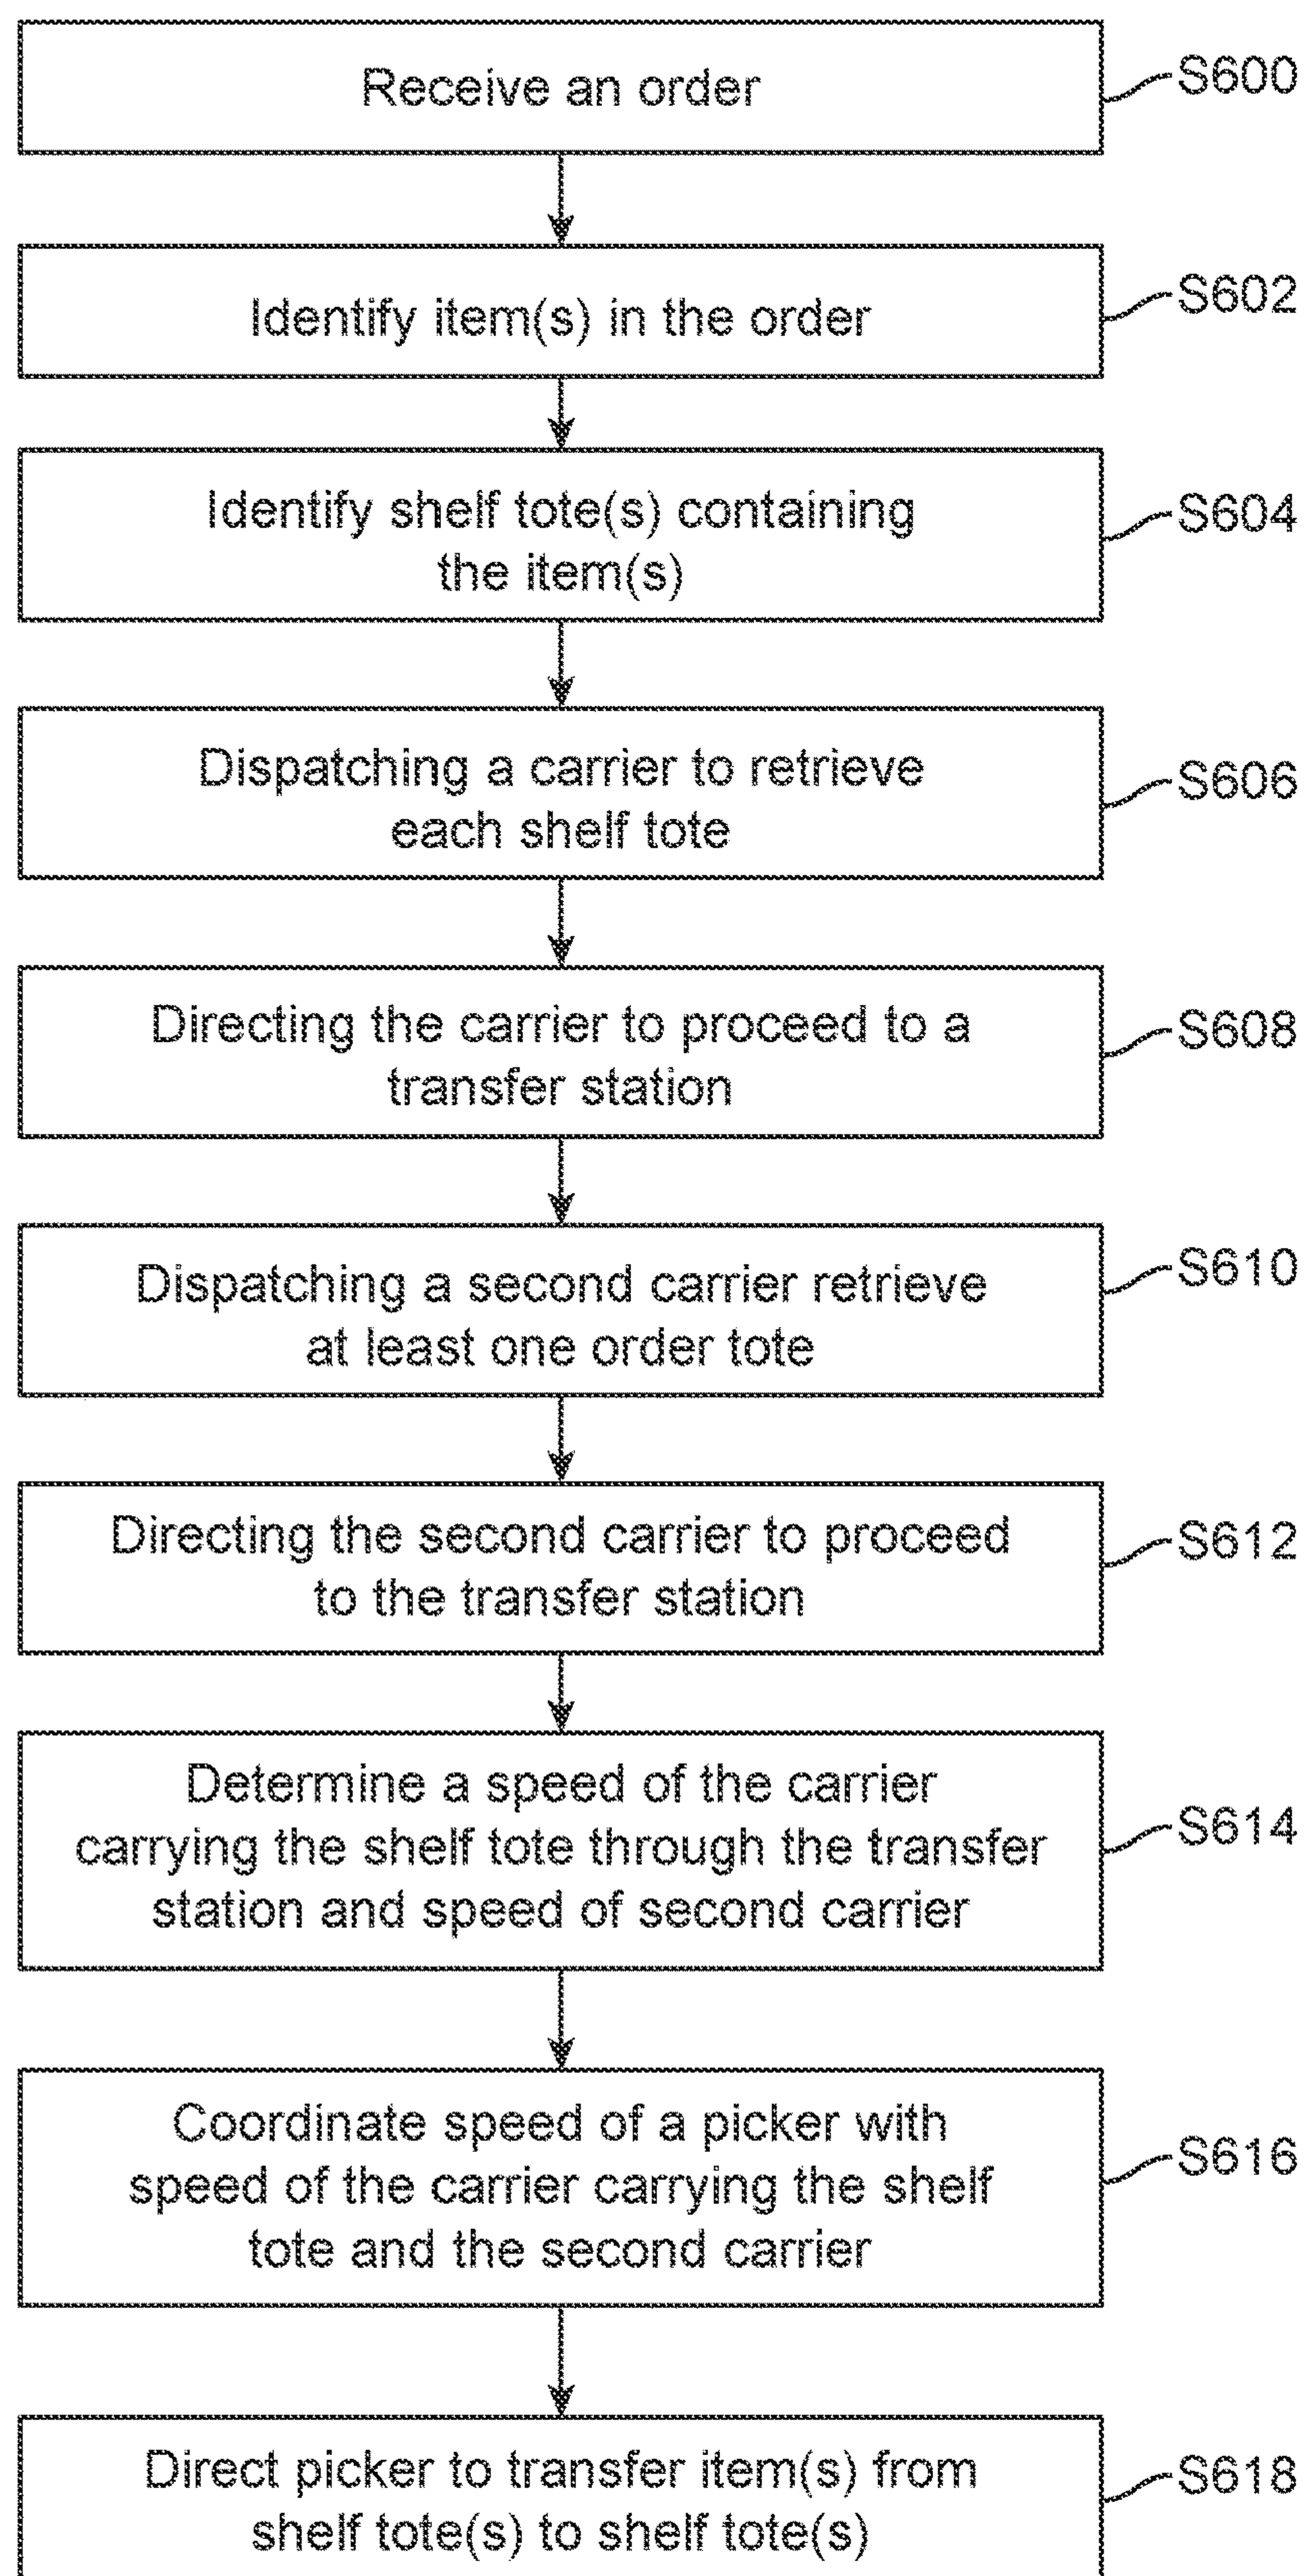 Receive an order
S600
Identify item(s) in the order
S602
Identify shelf tote(s) containing
the item(s)
S604
Dispatching a carrier to retrieve
each shelf tote
S606
Directing the carrier to proceed to a
transfer station
S608
Dispatching a second carrier retrieve
at least one order tote
S610
Directing the second carrier to proceed
to the transfer station
S612
Determine a speed of the carrier
carrying the shelf tote through the transfer
station and speed of second carrier
S614
Coordinate speed of a picker with
speed of the carrier carrying the shelf
tote and the second carrier
S616
Direct picker to transfer item(s) from
shelf tote(s) to shelf tote(s)
S618